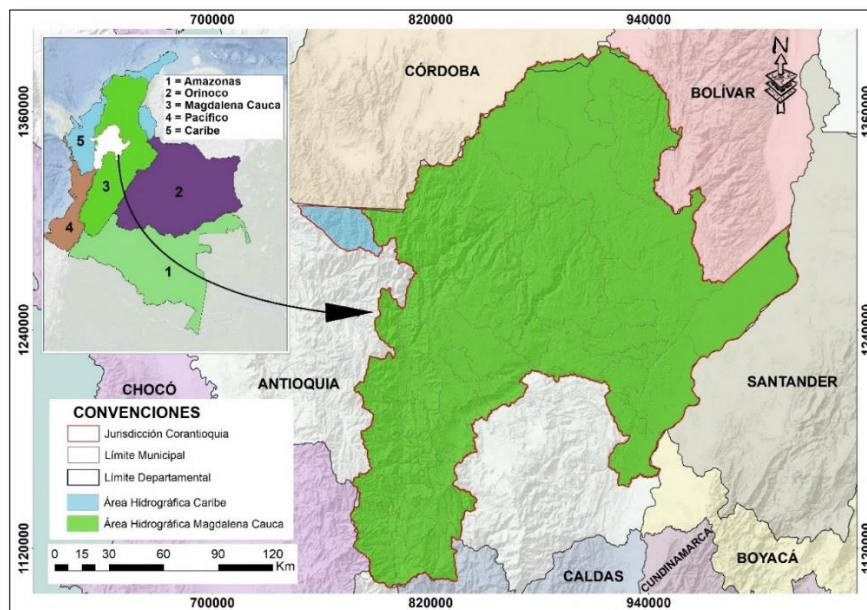 700000 820000 940000
1 = Amazonas
2 = Orinoco
3 = Magdalena Cauca
4 = Pacífico
5 = Caribe
5
3
2
4
1
CÓRDOBA
BOLÍVAR
N
1360000
1360000
1240000
1240000
CHOCÓ
ANTIOQUIA
SANTANDER
CONVENCIONES
Jurisdicción Corantioquia
Límite Municipal
Límite Departamental
Área Hidrográfica Caribe
Área Hidrográfica Magdalena Cauca
0 15 30 60 90 120
Km
1120000
1120000
CALDAS
CUNDINAMARCA
BOYACÁ
700000 820000 940000